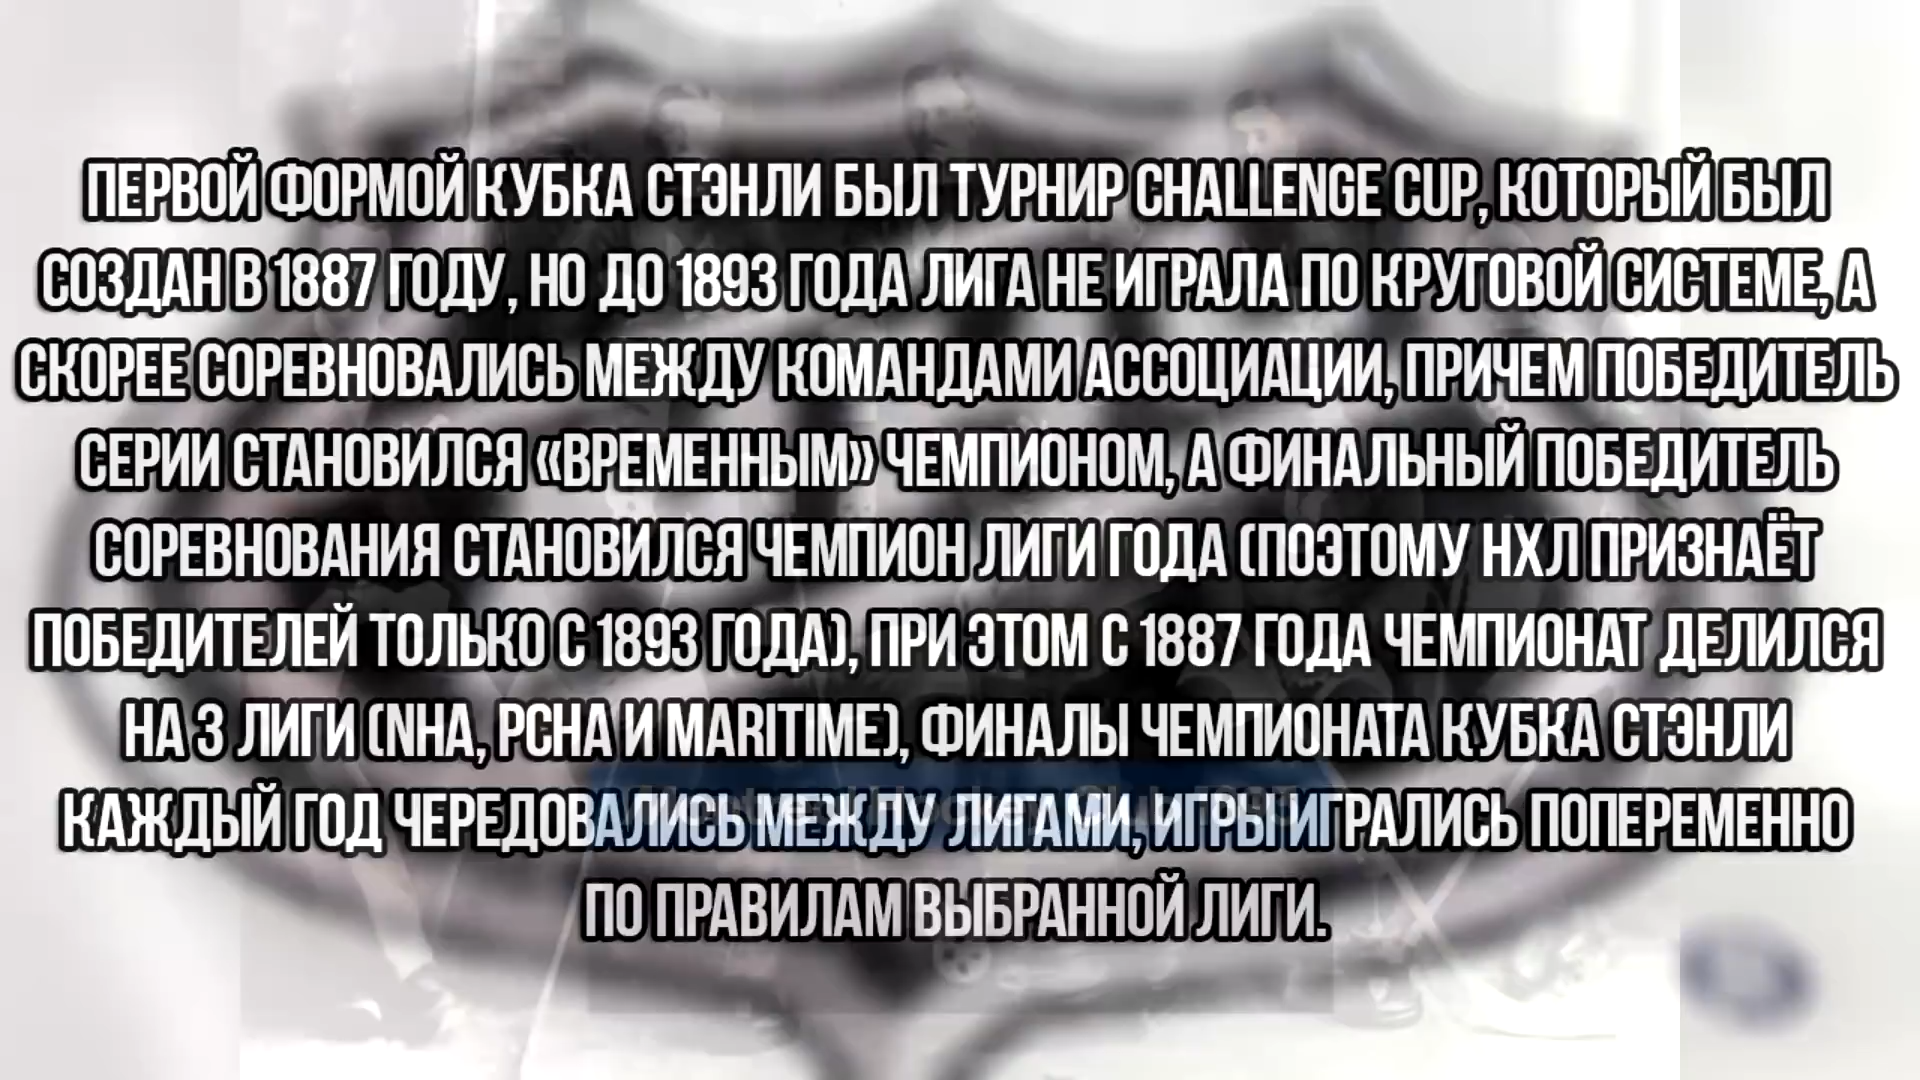 ПЕРВОЙ ФОРМОЙ КУБКА СТЭНЛИ БЫЛ ТУРНИР CHALLENGE CUP, КОТОРЫЙ БЫЛ
СОЗДАН В 1887 ГОДУ, НО ДО 1893 ГОДА ЛИГА НЕ ИГРАЛА ПО КРУГОВОЙ СИСТЕМЕ, А
СКОРЕЕ СОРЕВНОВАЛИСЬ МЕЖДУ КОМАНДАМИ АССОЦИАЦИИ, ПРИЧЕМ ПОБЕДИТЕЛЬ
СЕРИИ СТАНОВИЛСЯ «ВРЕМЕННЫМ» ЧЕМПИОНОМ, А ФИНАЛЬНЫЙ ПОБЕДИТЕЛЬ
СОРЕВНОВАНИЯ СТАНОВИЛСЯ ЧЕМПИОН ЛИГИ ГОДА (ПОЭТОМУ НХЛ ПРИЗНАЁТ
ПОБЕДИТЕЛЕЙ ТОЛЬКО С 1893 ГОДА), ПРИ ЭТОМ С 1887 ГОДА ЧЕМПИОНАТ ДЕЛИЛСЯ
НА 3 ЛИГИ (NHA, PCHA И MARITIME), ФИНАЛЫ ЧЕМПИОНАТА КУБКА СТЭНЛИ
КАЖДЫЙ ГОД ЧЕРЕДОВАЛИСЬ МЕЖДУ ЛИГАМИ, ИГРЫ ИГРАЛИСЬ ПОПЕРЕМЕННО
ПО ПРАВИЛАМ ВЫБРАННОЙ ЛИГИ.